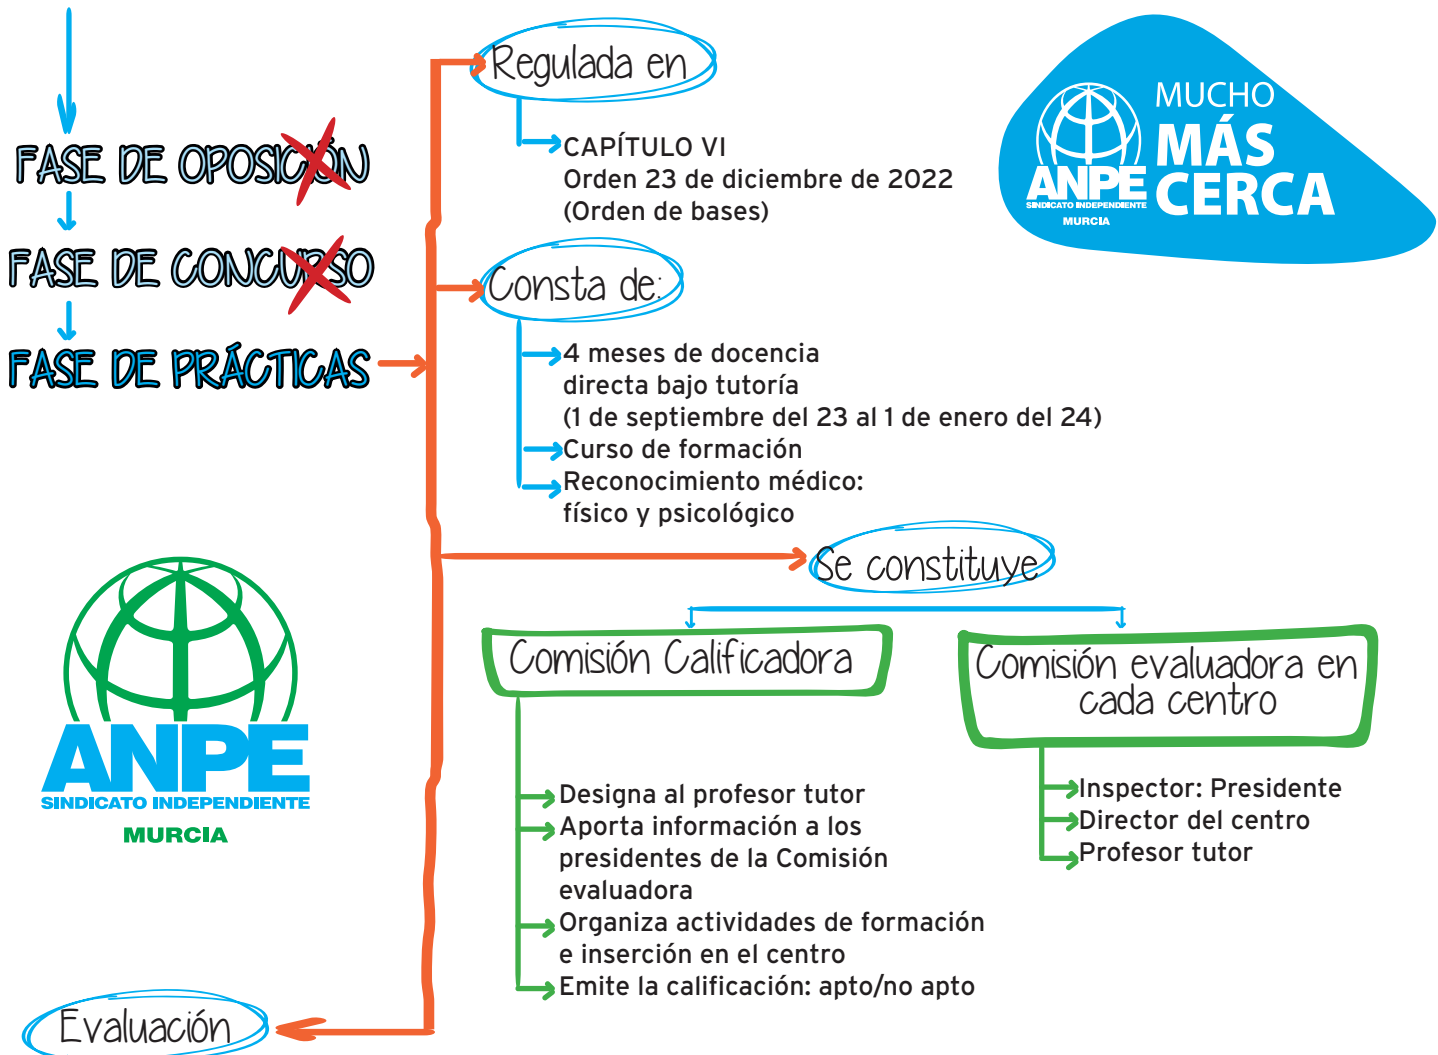 FASE DE OPOSICIÓN
FASE DE CONCURSO
FASE DE PRÁCTICAS
Regulada en
CAPÍTULO VI
Orden 23 de diciembre de 2022
(Orden de bases)
MUCHO
MÁS
CERCA
ANPE
SINDICATO INDEPENDIENTE
MURCIA
Consta de:
4 meses de docencia
directa bajo tutoría
(1 de septiembre del 23 al 1 de enero del 24)
Curso de formación
Reconocimiento médico:
físico y psicológico
Se constituye
Comisión Calificadora
Designa al profesor tutor
Aporta información a los
presidentes de la Comisión
evaluadora
Organiza actividades de formación
e inserción en el centro
Emite la calificación: apto/no apto
Comisión evaluadora en
cada centro
Inspector: Presidente
Director del centro
Profesor tutor
ANPE
SINDICATO INDEPENDIENTE
MURCIA
Evaluación